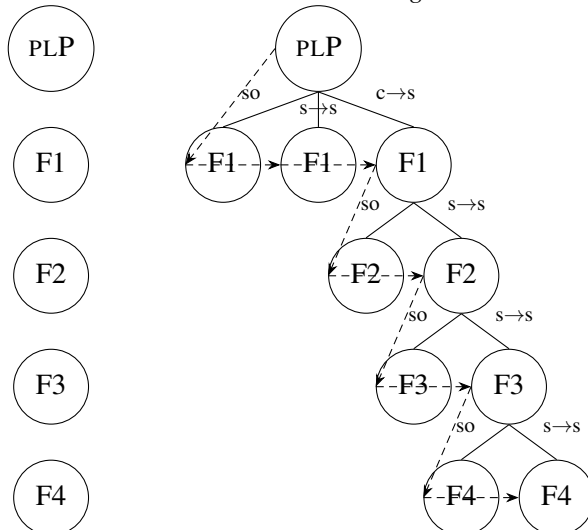 PLP PLP
so s→s c→s
F1 F1 F1 F1
so s→s
F2 F2 F2
so s→s
F3 F3 F3
so s→s
F4 F4 F4